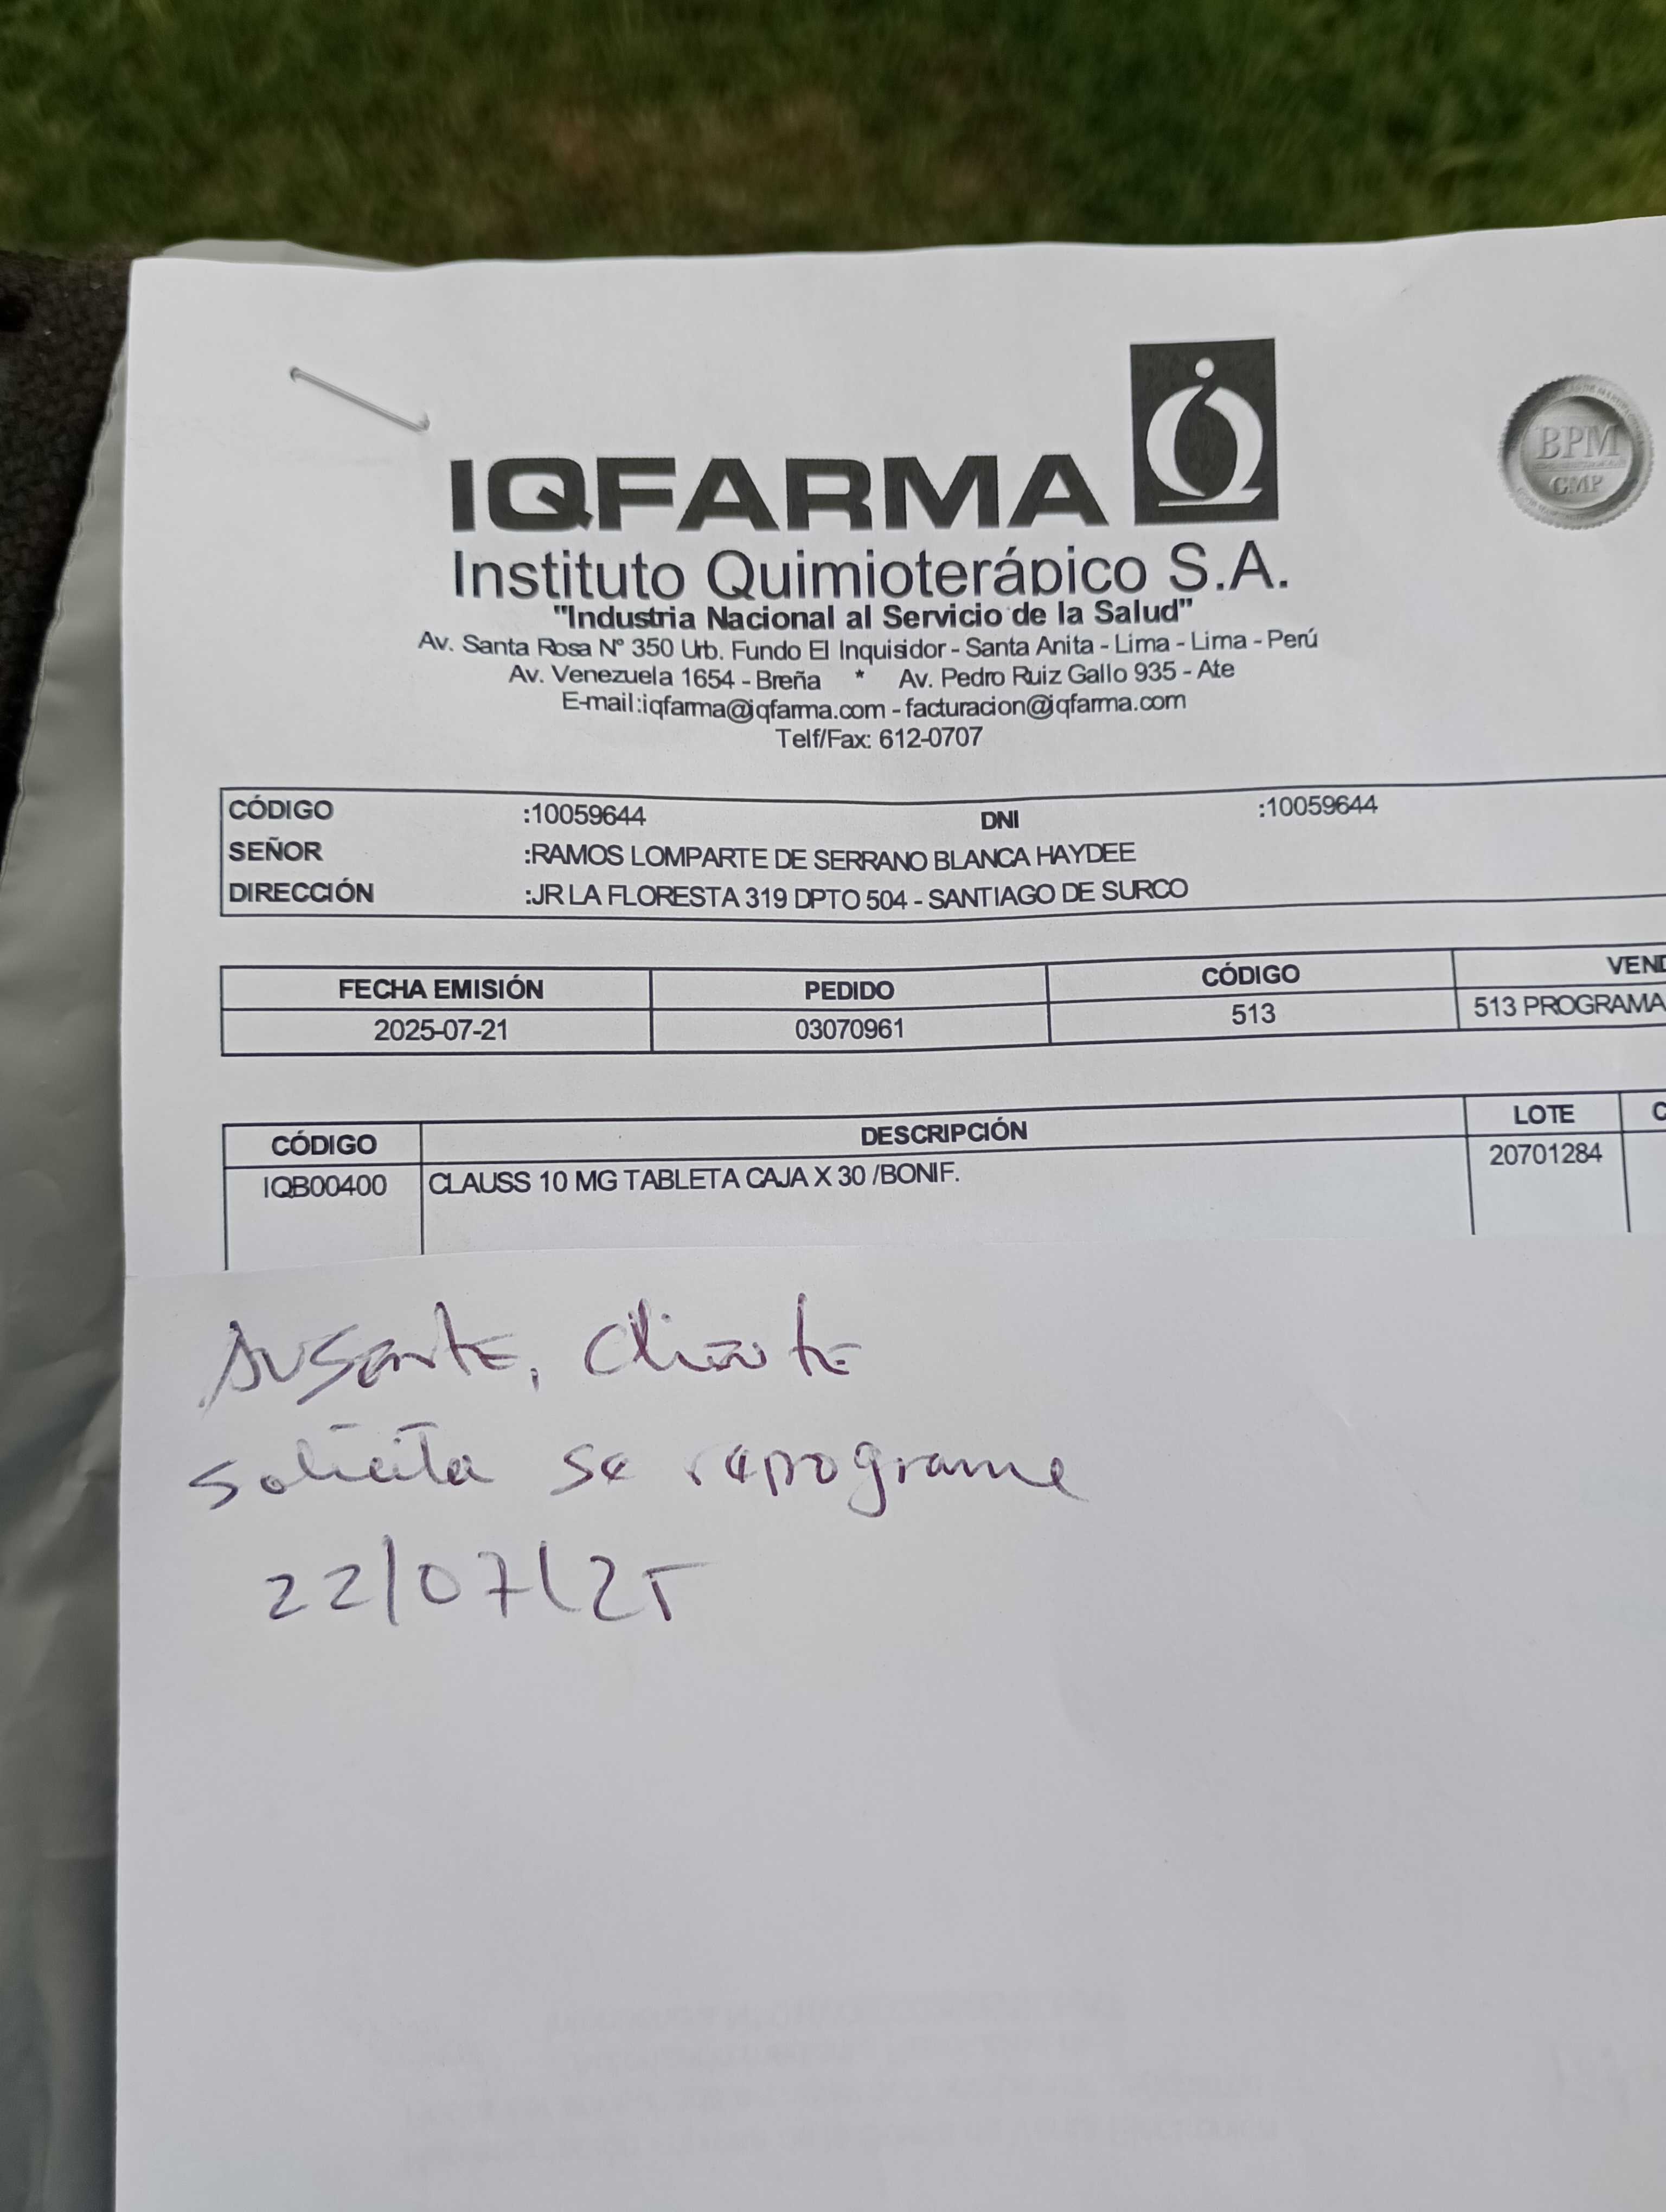 IQFARMA
BPM
GMP
Instituto Quimioterápico S.A.
"Industria Nacional al Servicio de la Salud"
Av. Santa Rosa Nº 350 Urb. Fundo El Inquisidor - Santa Anita - Lima - Lima - Perú
Av. Venezuela 1654 - Breña * Av. Pedro Ruiz Gallo 935 - Ate
E-mail:iqfarma@iqfarma.com - facturacion@iqfarma.com
Telf/Fax: 612-0707
CÓDIGO :10059644 DNI :10059644
SEÑOR :RAMOS LOMPARTE DE SERRANO BLANCA HAYDEE
DIRECCIÓN :JR LA FLORESTA 319 DPTO 504 - SANTIAGO DE SURCO
FECHA EMISIÓN PEDIDO CÓDIGO VEND
2025-07-21 03070961 513 513 PROGRAMA
CÓDIGO DESCRIPCIÓN LOTE C
IQB00400 CLAUSS 10 MG TABLETA CAJA X 30 /BONIF. 20701284
Ausente, cliente
solicita se reprograme
22/07/25